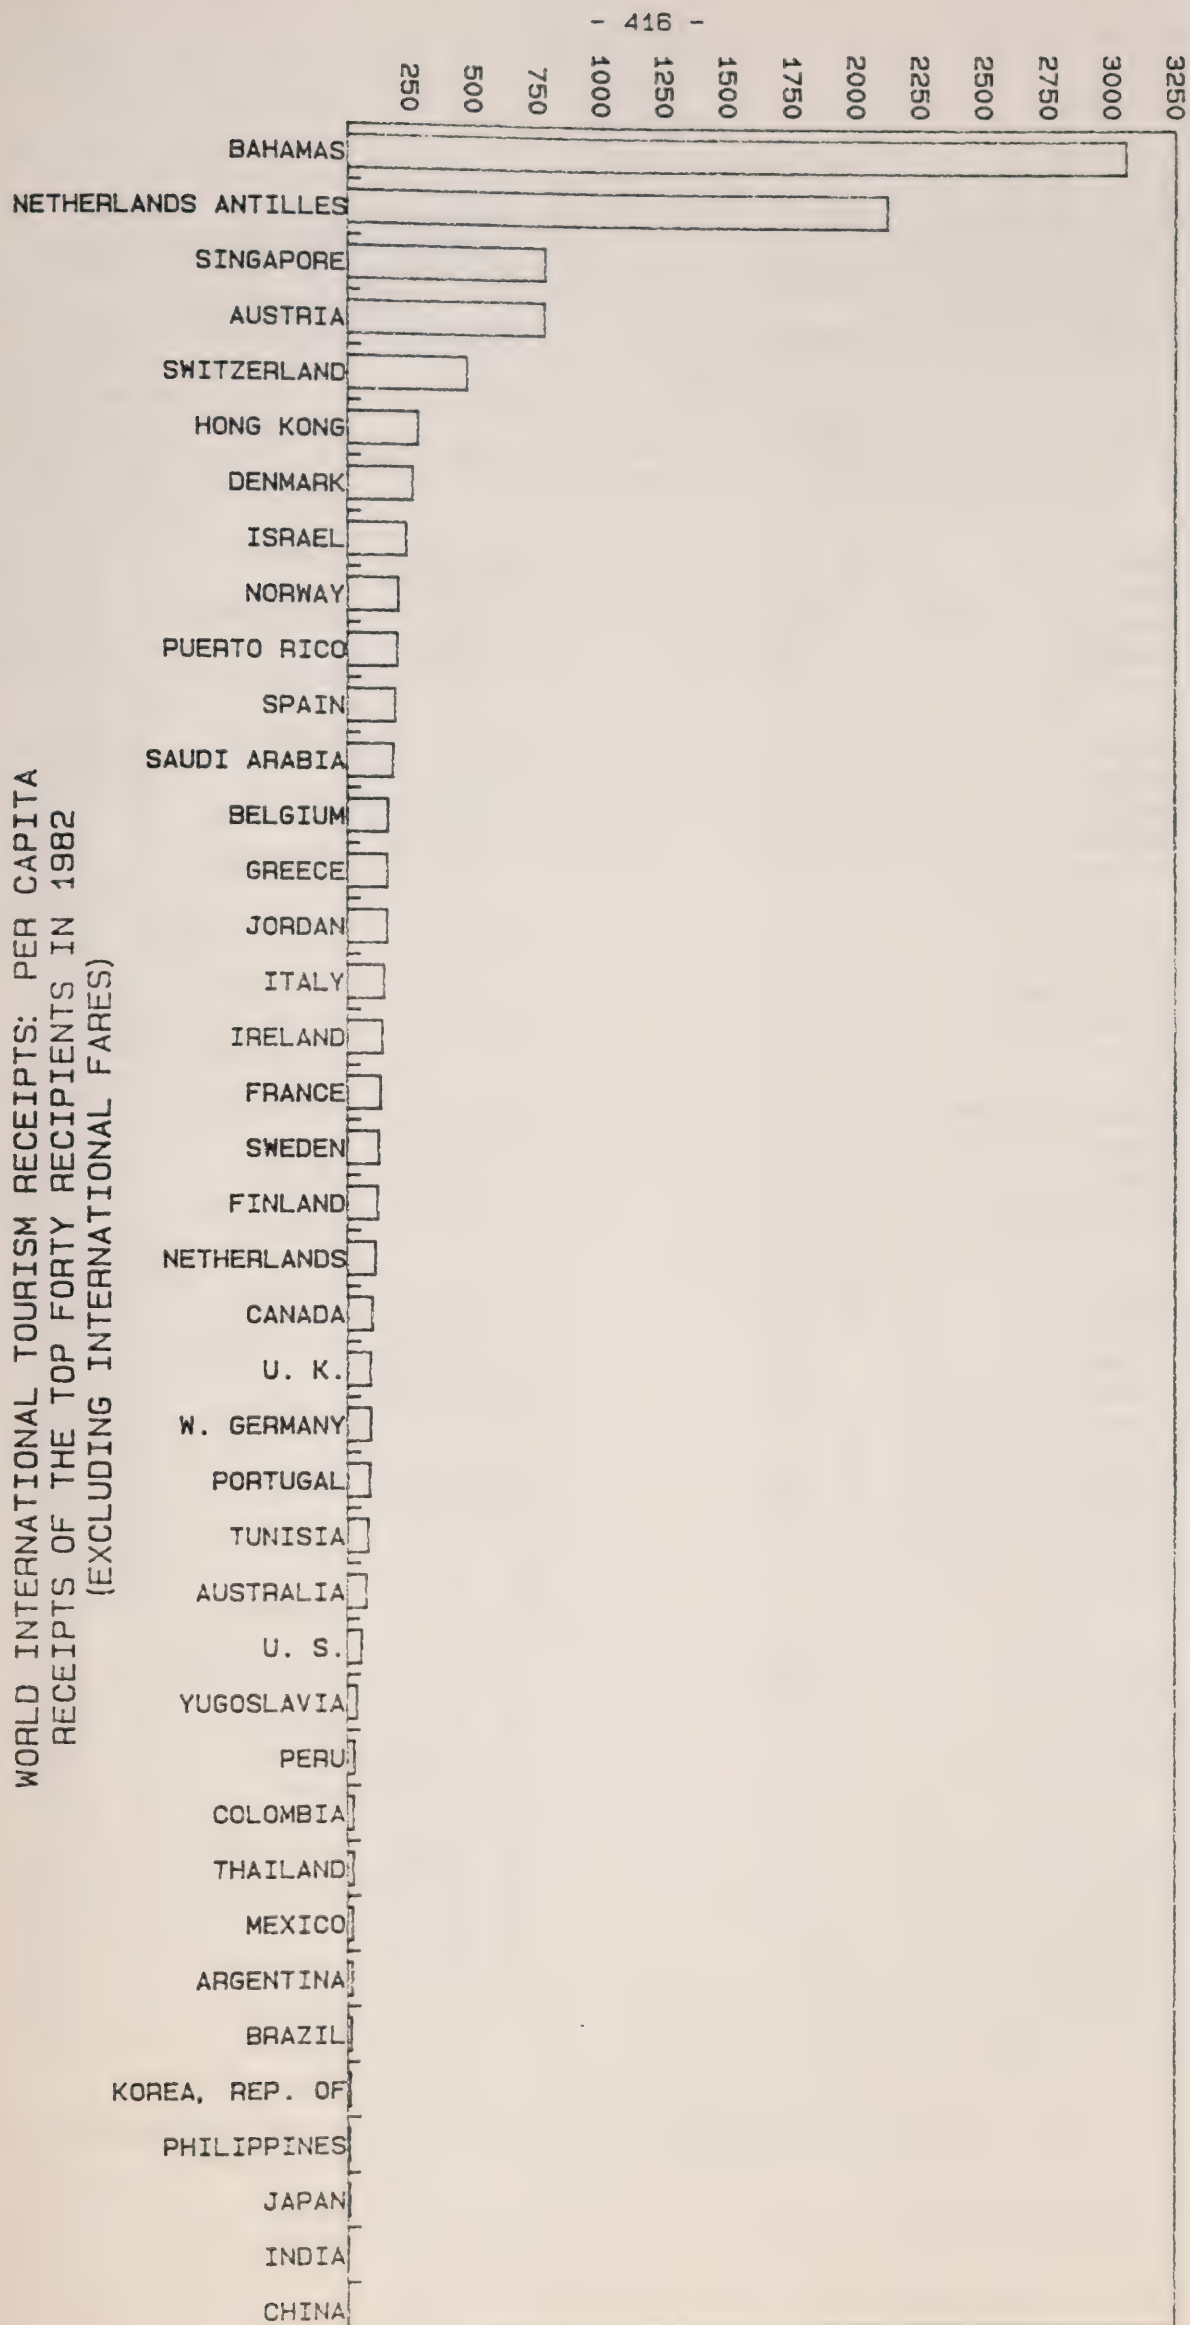 - 416 -
250
500
750
1000
1250
1500
1750
2000
2250
2500
2750
3000
3250
BAHAMAS
NETHERLANDS ANTILLES
SINGAPORE
AUSTRIA
SWITZERLAND
HONG KONG
DENMARK
ISRAEL
NORWAY
PUERTO RICO
SPAIN
SAUDI ARABIA
BELGIUM
GREECE
JORDAN
ITALY
IRELAND
FRANCE
SWEDEN
FINLAND
NETHERLANDS
CANADA
U. K.
W. GERMANY
PORTUGAL
TUNISIA
AUSTRALIA
U. S.
YUGOSLAVIA
PERU
COLOMBIA
THAILAND
MEXICO
ARGENTINA
BRAZIL
KOREA, REP. OF
PHILIPPINES
JAPAN
INDIA
CHINA
WORLD INTERNATIONAL TOURISM RECEIPTS: PER CAPITA
RECEIPTS OF THE TOP FORTY RECIPIENTS IN 1982
(EXCLUDING INTERNATIONAL FARES)